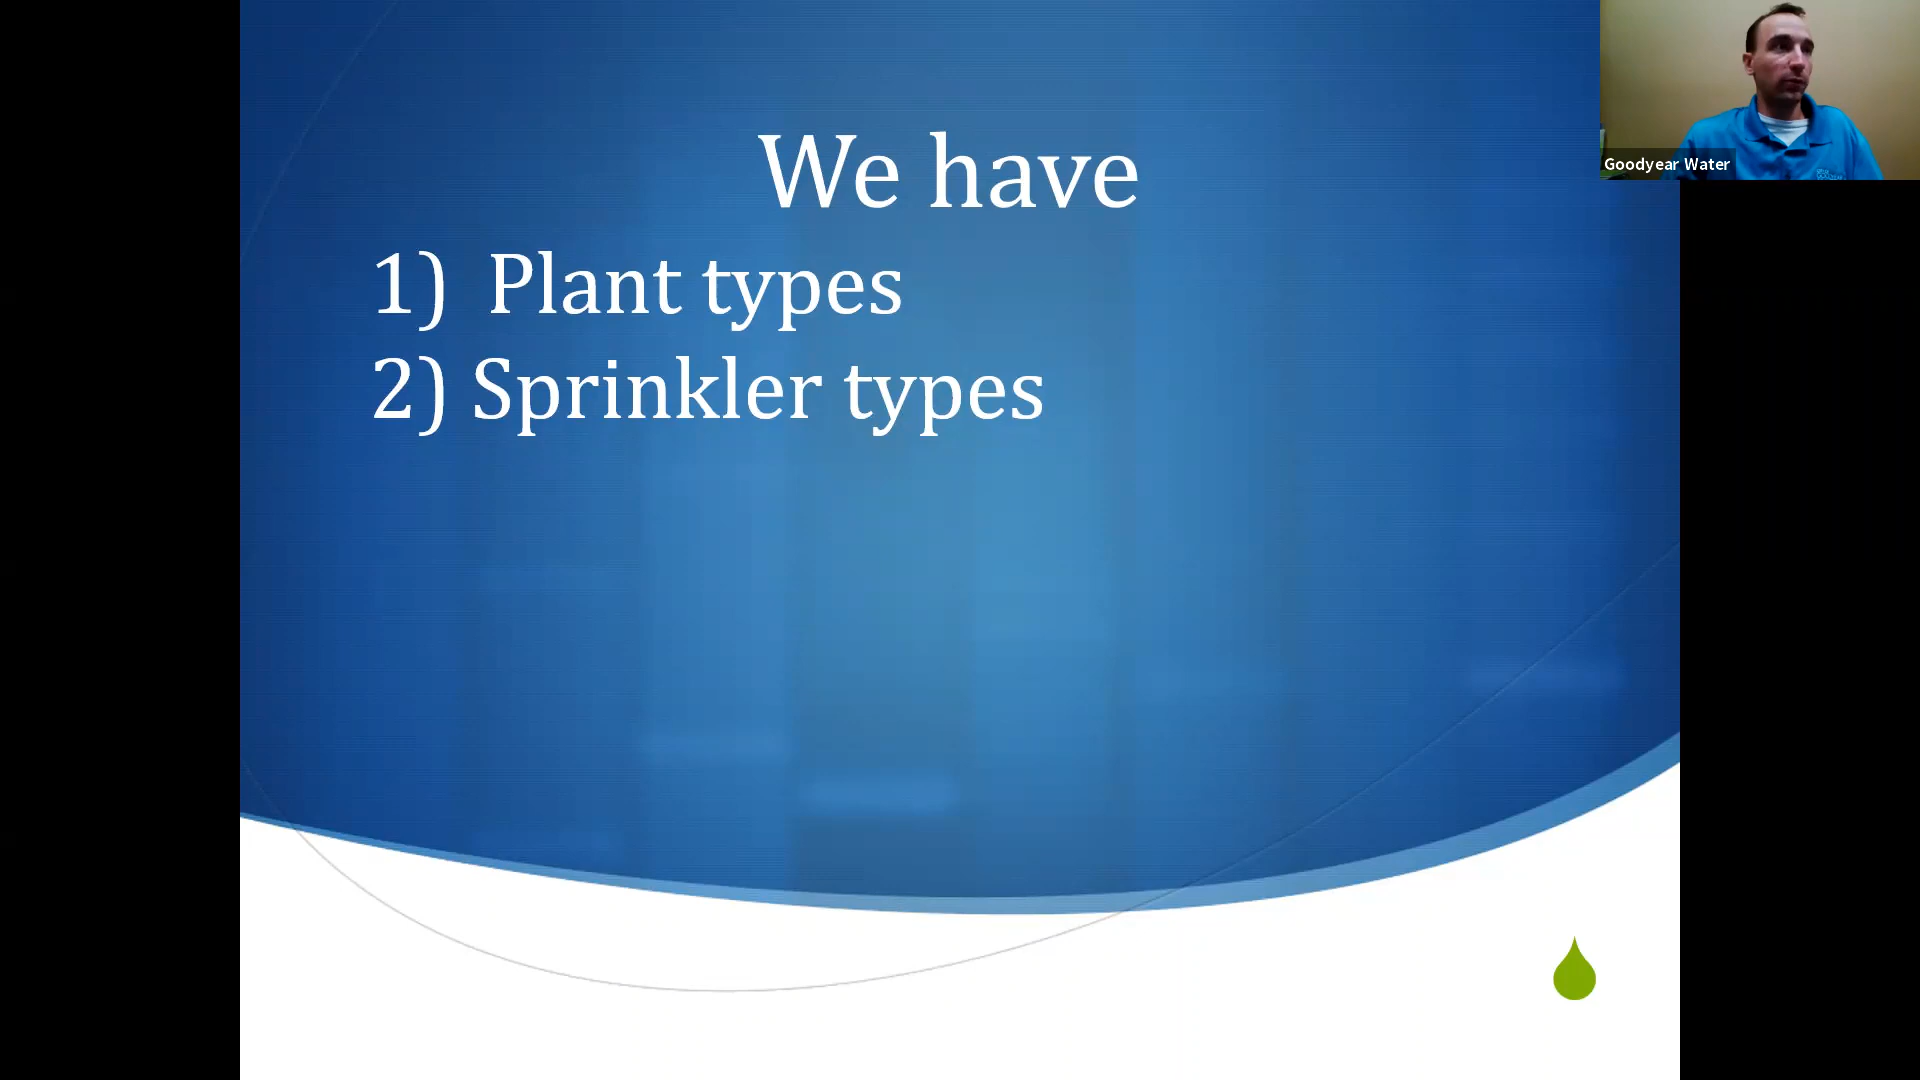 We have
1) Plant types
2) Sprinkler types
Goodyear Water